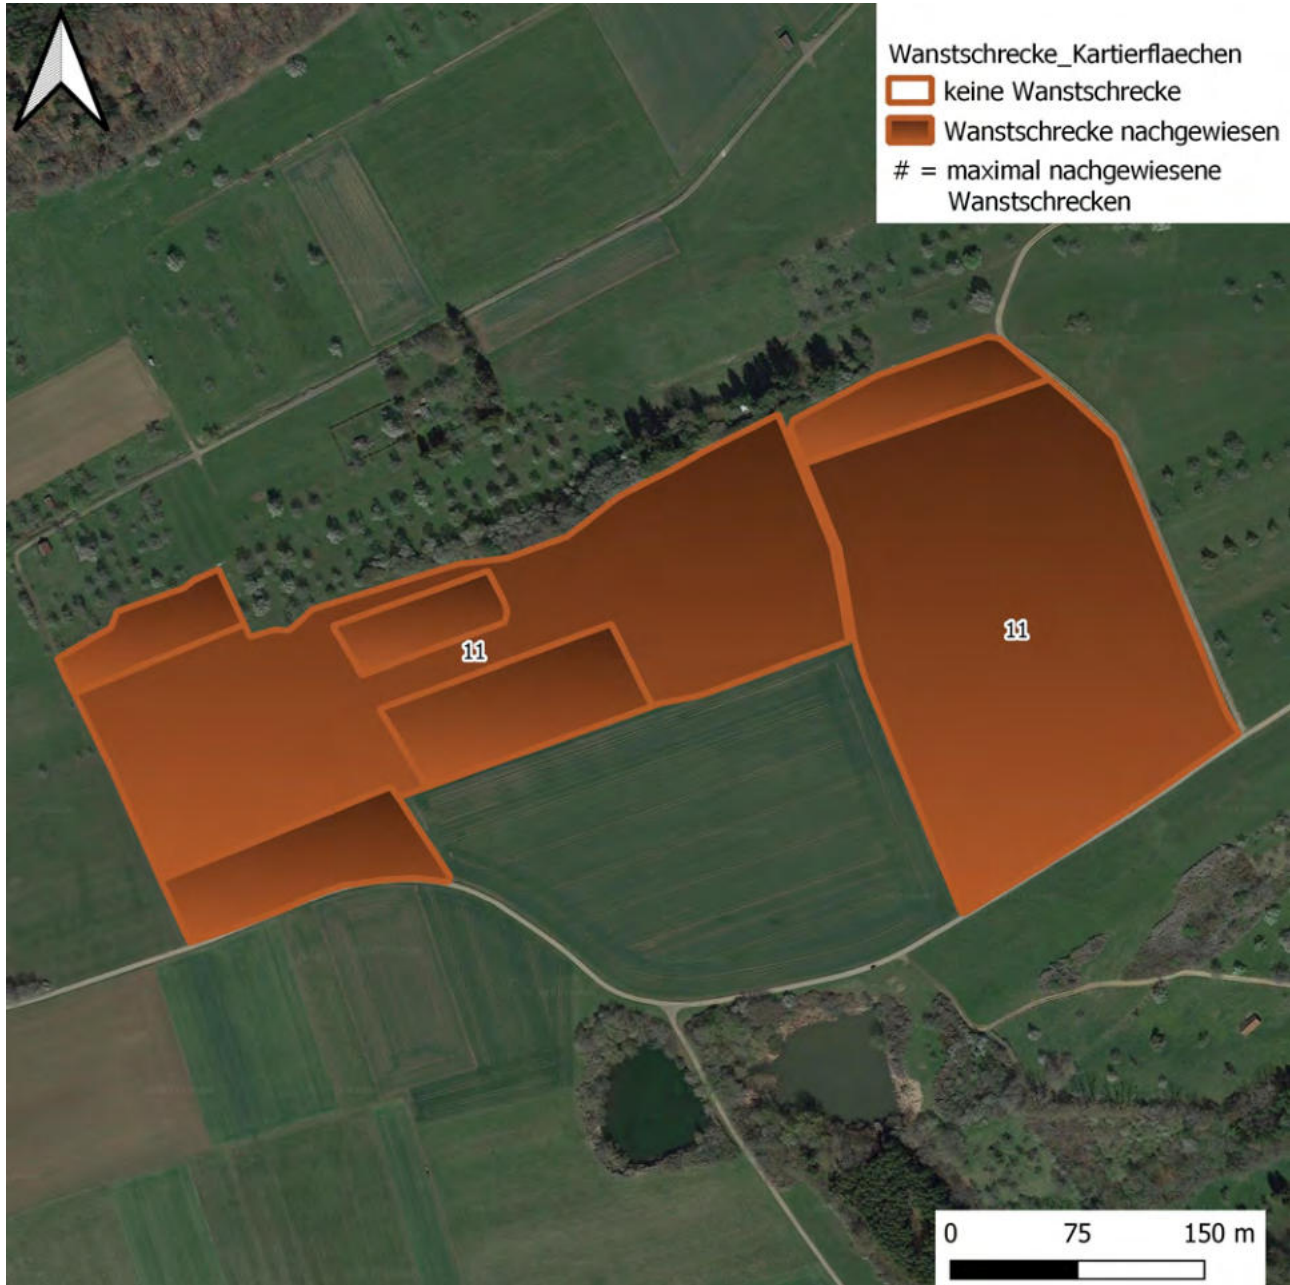 Wanstschrecke_Kartierflaechen
keine Wanstschrecke
Wanstschrecke nachgewiesen
# = maximal nachgewiesene
Wanstschrecken
11
11
0 75 150 m